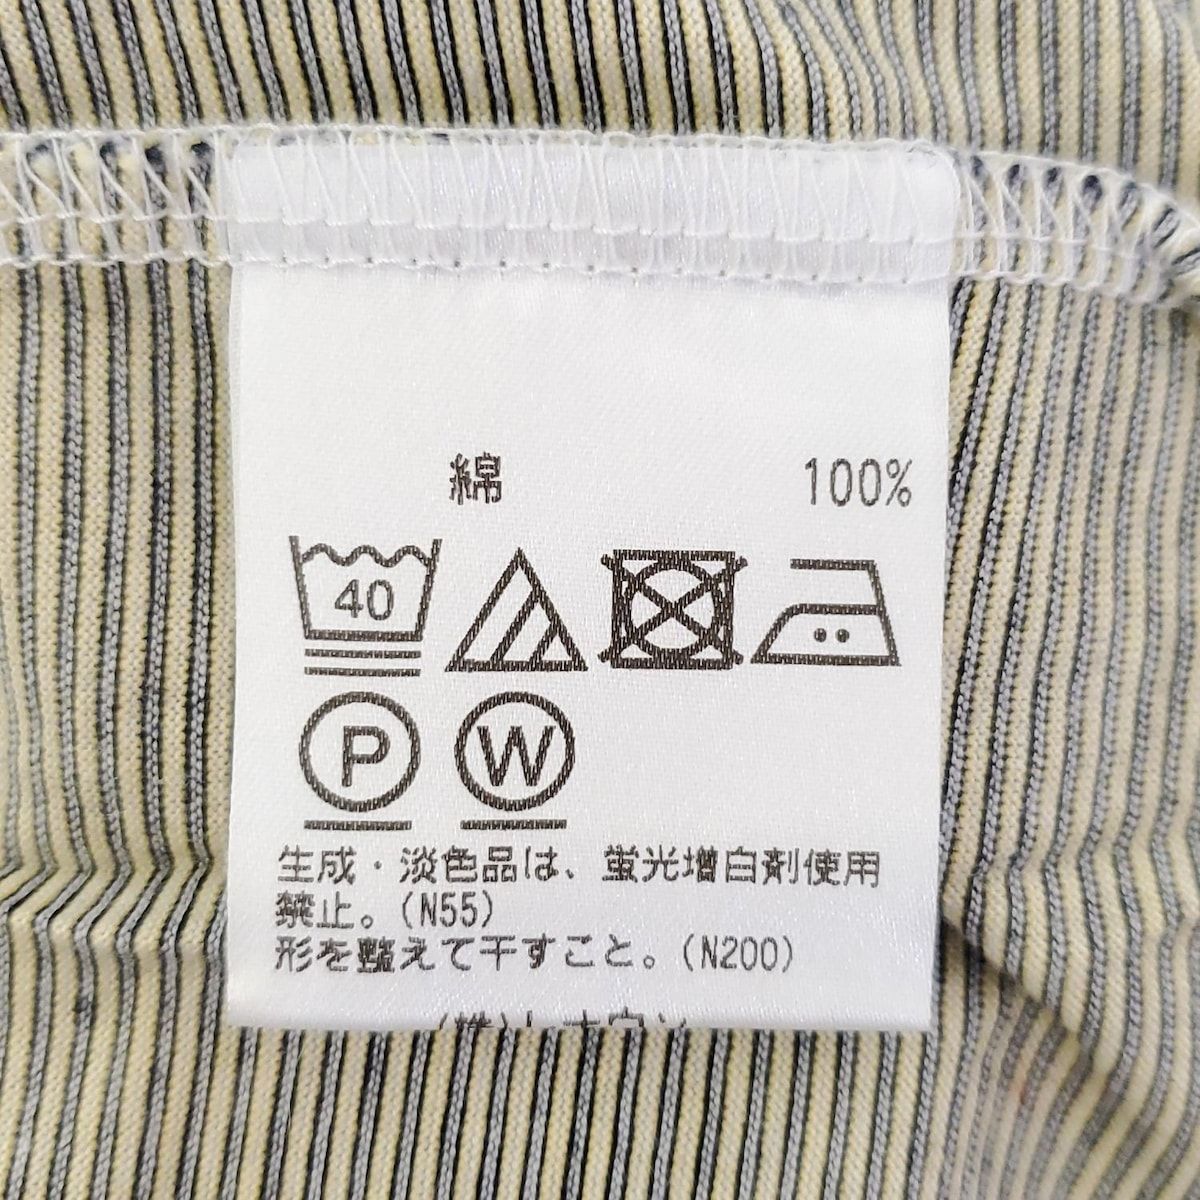 綿 100%
40
P W
生成・淡色品は、蛍光増白剤使用
禁止。(N55)
形を整えて干すこと。(N200)